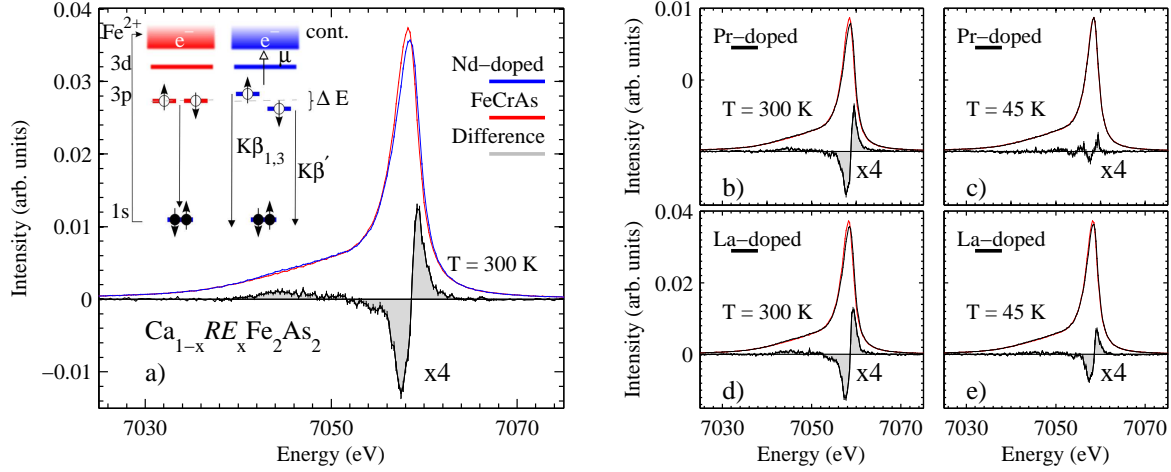 0.04
0.03
0.02
0.01
0
−0.01
Intensity (arb. units)
Fe2+
e−
e−
cont.
3d
μ
3p
} Δ E
Kβ1,3
Kβ′
1s
Nd−doped
FeCrAs
Difference
T = 300 K
Ca1−xRExFe2As2
a)
x4
7030
7050
7070
Energy (eV)
0.01
0
Intensity (arb. units)
Pr−doped
T = 300 K
b)
x4
Pr−doped
T = 45 K
c)
x4
0.04
0.02
0
Intensity (arb. units)
La−doped
T = 300 K
d)
x4
La−doped
T = 45 K
e)
x4
7030
7050
7070
Energy (eV)
7030
7050
7070
Energy (eV)